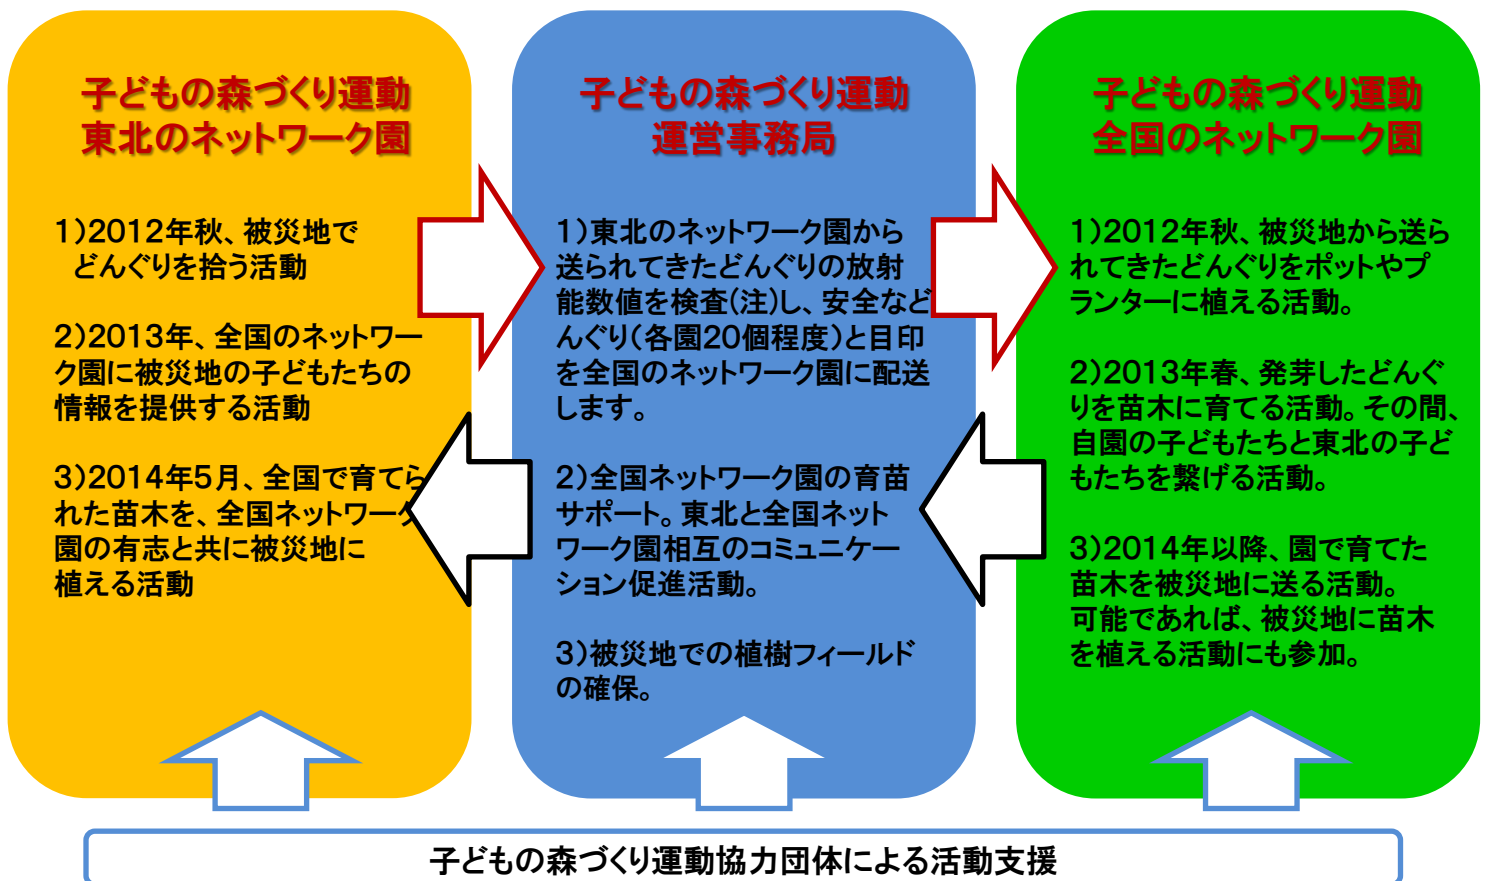 子どもの森づくり運動
東北のネットワーク園
1)2012年秋、被災地で
どんぐりを拾う活動
2)2013年、全国のネットワー
ク園に被災地の子どもたちの
情報を提供する活動
3)2014年5月、全国で育てら
れた苗木を、全国ネットワーク
園の有志と共に被災地に
植える活動
子どもの森づくり運動
運営事務局
1)東北のネットワーク園から
送られてきたどんぐりの放射
能数値を検査(注)し、安全など
んぐり(各園20個程度)と目印
を全国のネットワーク園に配送
します。
2)全国ネットワーク園の育苗
サポート。東北と全国ネット
ワーク園相互のコミュニケー
ション促進活動。
3)被災地での植樹フィールド
の確保。
子どもの森づくり運動
全国のネットワーク園
1)2012年秋、被災地から送ら
れてきたどんぐりをポットやプ
ランターに植える活動。
2)2013年春、発芽したどんぐ
りを苗木に育てる活動。その間、
自園の子どもたちと東北の子ど
もたちを繋げる活動。
3)2014年以降、園で育てた
苗木を被災地に送る活動。
可能であれば、被災地に苗木
を植える活動にも参加。
子どもの森づくり運動協力団体による活動支援